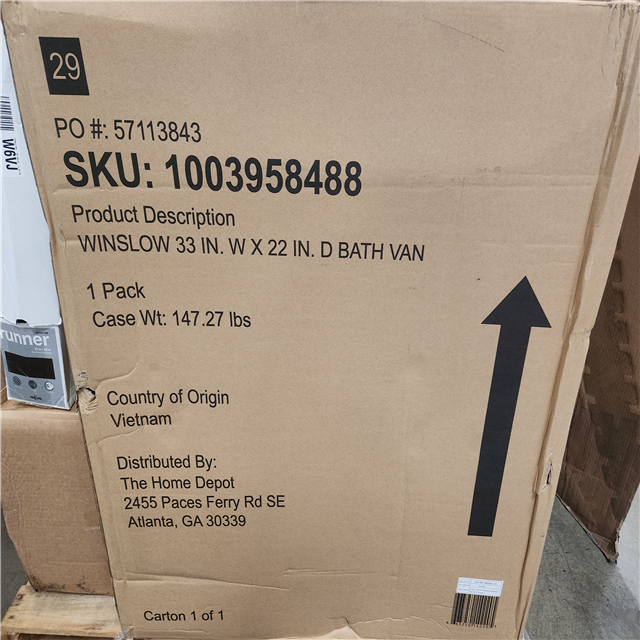 29
PO #: 57113843
SKU: 1003958488
Product Description
WINSLOW 33 IN. W X 22 IN. D BATH VAN
1 Pack
Case Wt: 147.27 lbs
Country of Origin
Vietnam
Distributed By:
The Home Depot
2455 Paces Ferry Rd SE
Atlanta, GA 30339
Carton 1 of 1
W6VJ
runner